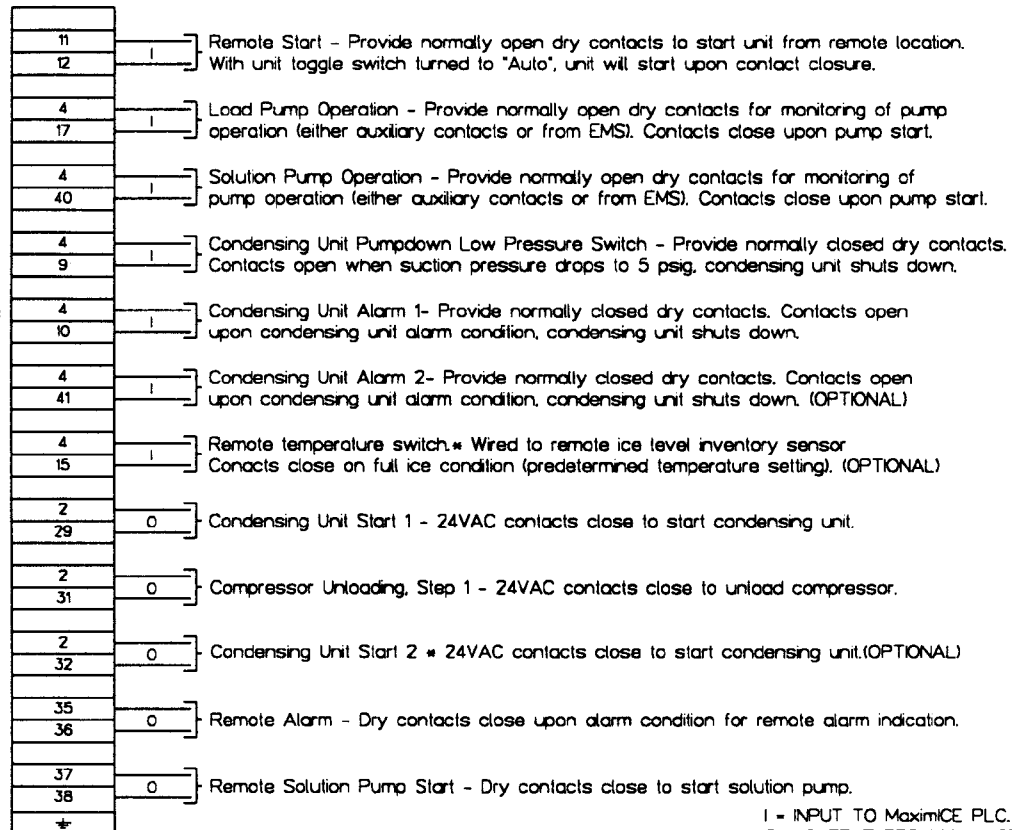 11
12
I
Remote Start - Provide normally open dry contacts to start unit from remote location.
With unit toggle switch turned to "Auto", unit will start upon contact closure.
4
17
I
Load Pump Operation - Provide normally open dry contacts for monitoring of pump
operation (either auxiliary contacts or from EMS). Contacts close upon pump start.
4
40
I
Solution Pump Operation - Provide normally open dry contacts for monitoring of
pump operation (either auxiliary contacts or from EMS). Contacts close upon pump start.
4
9
I
Condensing Unit Pumpdown Low Pressure Switch - Provide normally closed dry contacts.
Contacts open when suction pressure drops to 5 psig, condensing unit shuts down.
4
10
I
Condensing Unit Alarm 1- Provide normally closed dry contacts. Contacts open
upon condensing unit alarm condition, condensing unit shuts down.
4
41
I
Condensing Unit Alarm 2- Provide normally closed dry contacts. Contacts open
upon condensing unit alarm condition, condensing unit shuts down. (OPTIONAL)
4
15
I
Remote temperature switch.* Wired to remote ice level inventory sensor
Conacts close on full ice condition (predetermined temperature setting). (OPTIONAL)
2
29
O
Condensing Unit Start 1 - 24VAC contacts close to start condensing unit.
2
31
O
Compressor Unloading, Step 1 - 24VAC contacts close to unload compressor.
2
32
O
Condensing Unit Start 2 * 24VAC contacts close to start condensing unit.(OPTIONAL)
35
36
O
Remote Alarm - Dry contacts close upon alarm condition for remote alarm indication.
37
38
O
Remote Solution Pump Start - Dry contacts close to start solution pump.
I = INPUT TO MaximICE PLC.